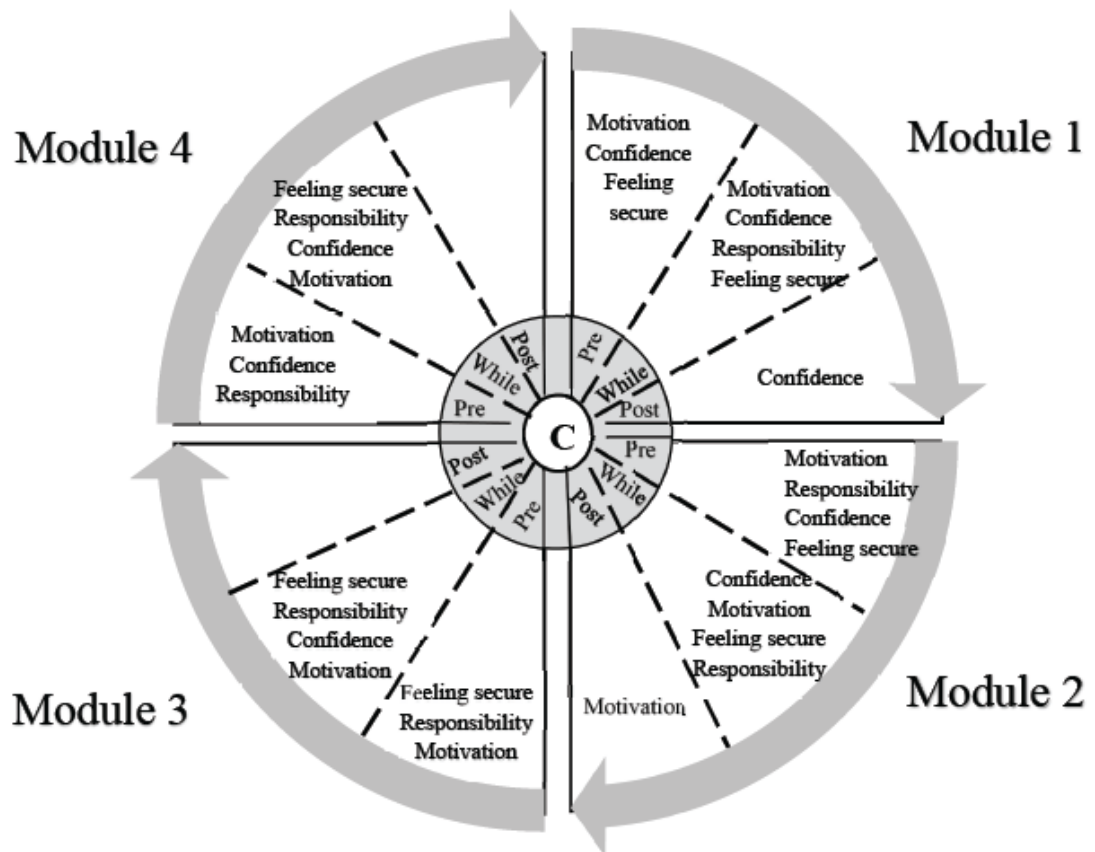 Module 1
Motivation
Confidence
Feeling
secure
Motivation
Confidence
Responsibility
Feeling secure
Confidence
Pre
While
Post
Module 2
Motivation
Responsibility
Confidence
Feeling secure
Confidence
Motivation
Feeling secure
Responsibility
Motivation
Pre
While
Post
Module 3
Feeling secure
Responsibility
Motivation
Feeling secure
Responsibility
Confidence
Motivation
Pre
While
Post
Module 4
Motivation
Confidence
Responsibility
Feeling secure
Responsibility
Confidence
Motivation
Pre
While
Post
C